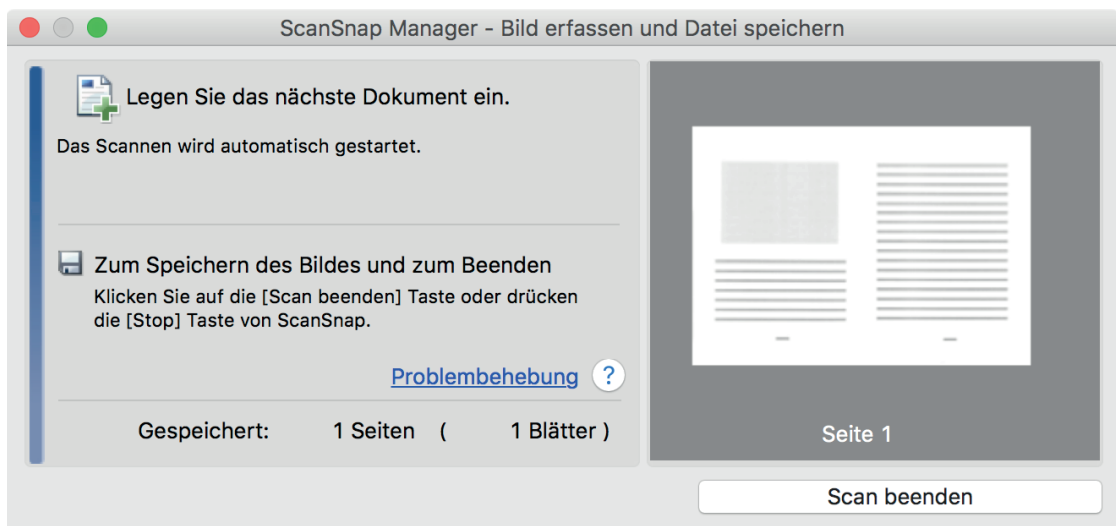 ScanSnap Manager - Bild erfassen und Datei speichern
Legen Sie das nächste Dokument ein.
Das Scannen wird automatisch gestartet.
Zum Speichern des Bildes und zum Beenden
Klicken Sie auf die [Scan beenden] Taste oder drücken
die [Stop] Taste von ScanSnap.
Problembehebung ?
Gespeichert: 1 Seiten ( 1 Blätter )
Seite 1
Scan beenden